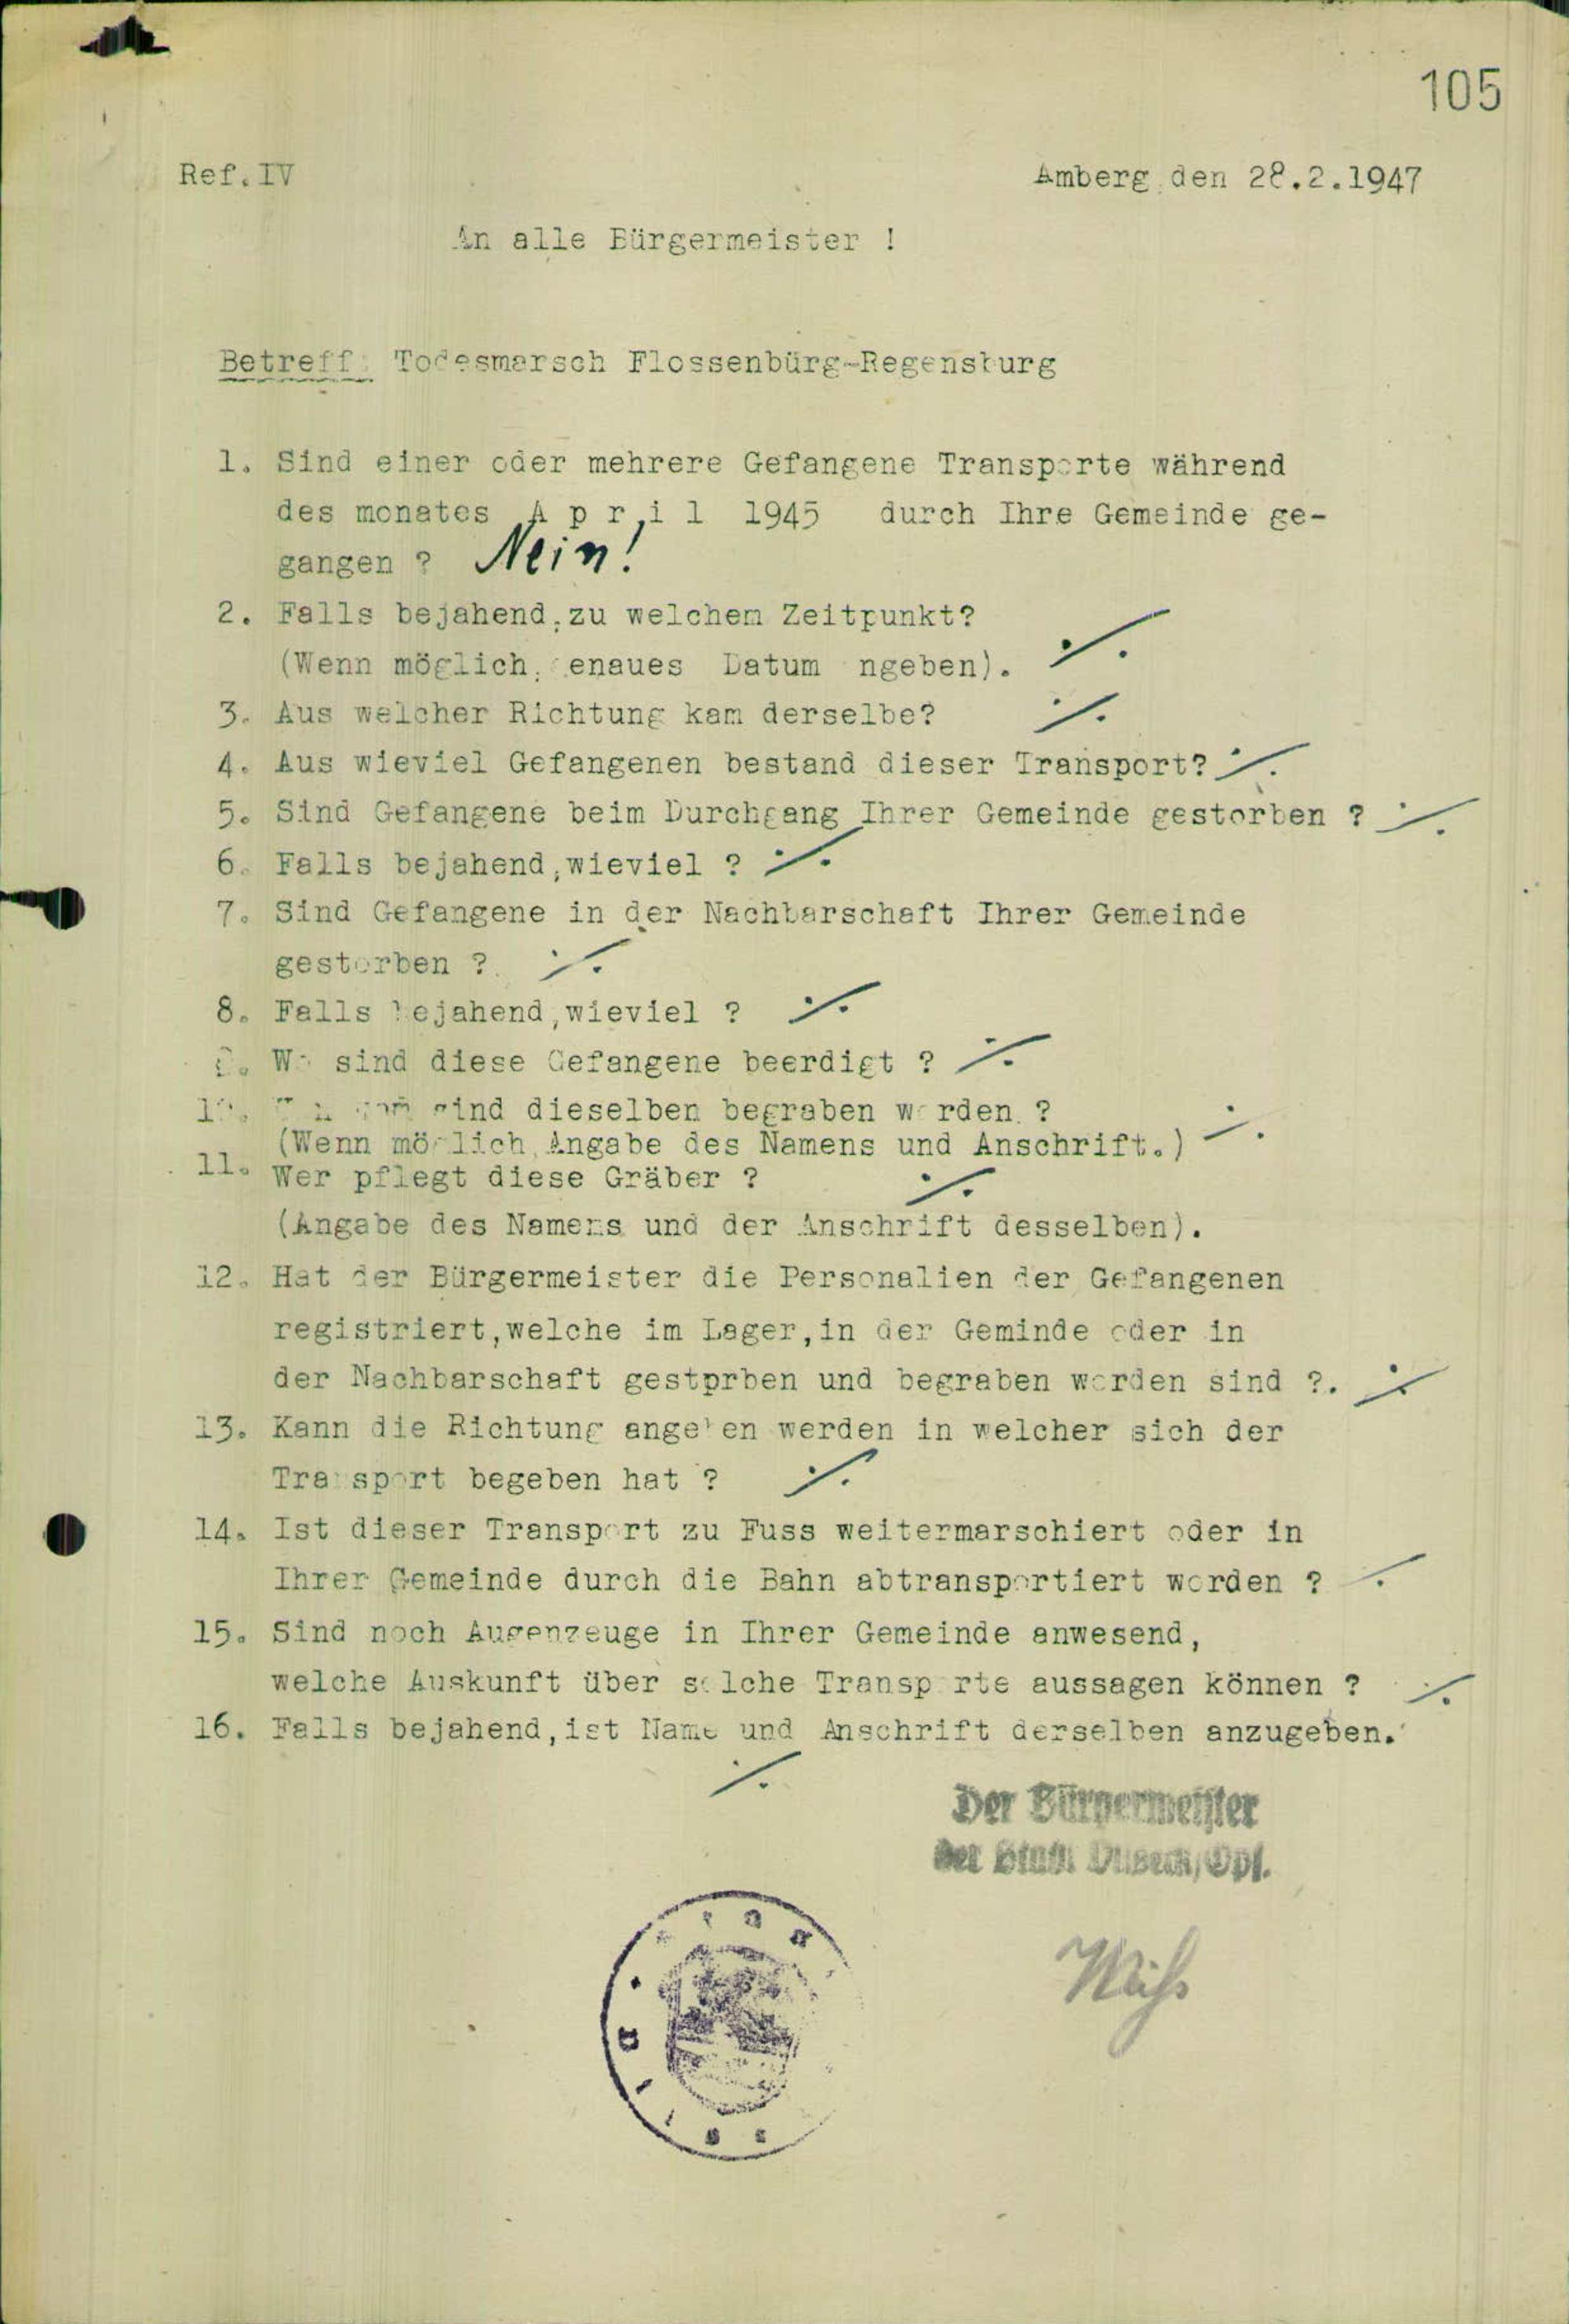 105
Ref. IV
Amberg den 28.2.1947
An alle Bürgermeister !
Betreff: Todesmarsch Flossenbürg-Regensburg
1. Sind einer oder mehrere Gefangene Transporte während
des monates A p r i l 1945 durch Ihre Gemeinde ge-
gangen ? Nein!
2. Falls bejahend, zu welchem Zeitpunkt?
(Wenn möglich, genaues Datum angeben). ./.
3. Aus welcher Richtung kam derselbe? ./.
4. Aus wieviel Gefangenen bestand dieser Transport? ./.
5. Sind Gefangene beim Durchgang Ihrer Gemeinde gestorben ? ./.
6. Falls bejahend, wieviel ? ./.
7. Sind Gefangene in der Nachbarschaft Ihrer Gemeinde
gestorben ? ./.
8. Falls bejahend, wieviel ? ./.
9. Wo sind diese Gefangene beerdigt ? ./.
10. sind dieselben begraben worden ?
(Wenn möglich, Angabe des Namens und Anschrift.) ./.
11. Wer pflegt diese Gräber ? ./.
(Angabe des Namens und der Anschrift desselben).
12. Hat der Bürgermeister die Personalien der Gefangenen
registriert, welche im Lager, in der Geminde oder in
der Nachbarschaft gestprben und begraben worden sind ?. ./.
13. Kann die Richtung angeben werden in welcher sich der
Transport begeben hat ? ./.
14. Ist dieser Transport zu Fuss weitermarschiert oder in
Ihrer Gemeinde durch die Bahn abtransportiert worden ? ./.
15. Sind noch Augenzeuge in Ihrer Gemeinde anwesend,
welche Auskunft über solche Transporte aussagen können ? ./.
16. Falls bejahend, ist Name und Anschrift derselben anzugeben.
./.
Der Bürgermeister
der Stadt Opf.